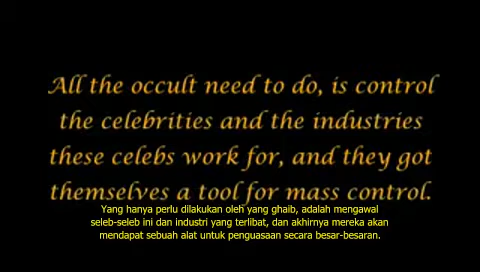 All the occult need to do, is control
the celebrities and the industries
these celebs work for, and they got
themselves a tool for mass control.
Yang hanya perlu dilakukan oleh yang ghaib, adalah mengawal
seleb-seleb ini dan industri yang terlibat, dan akhirnya mereka akan
mendapat sebuah alat untuk penguasaan secara besar-besaran.